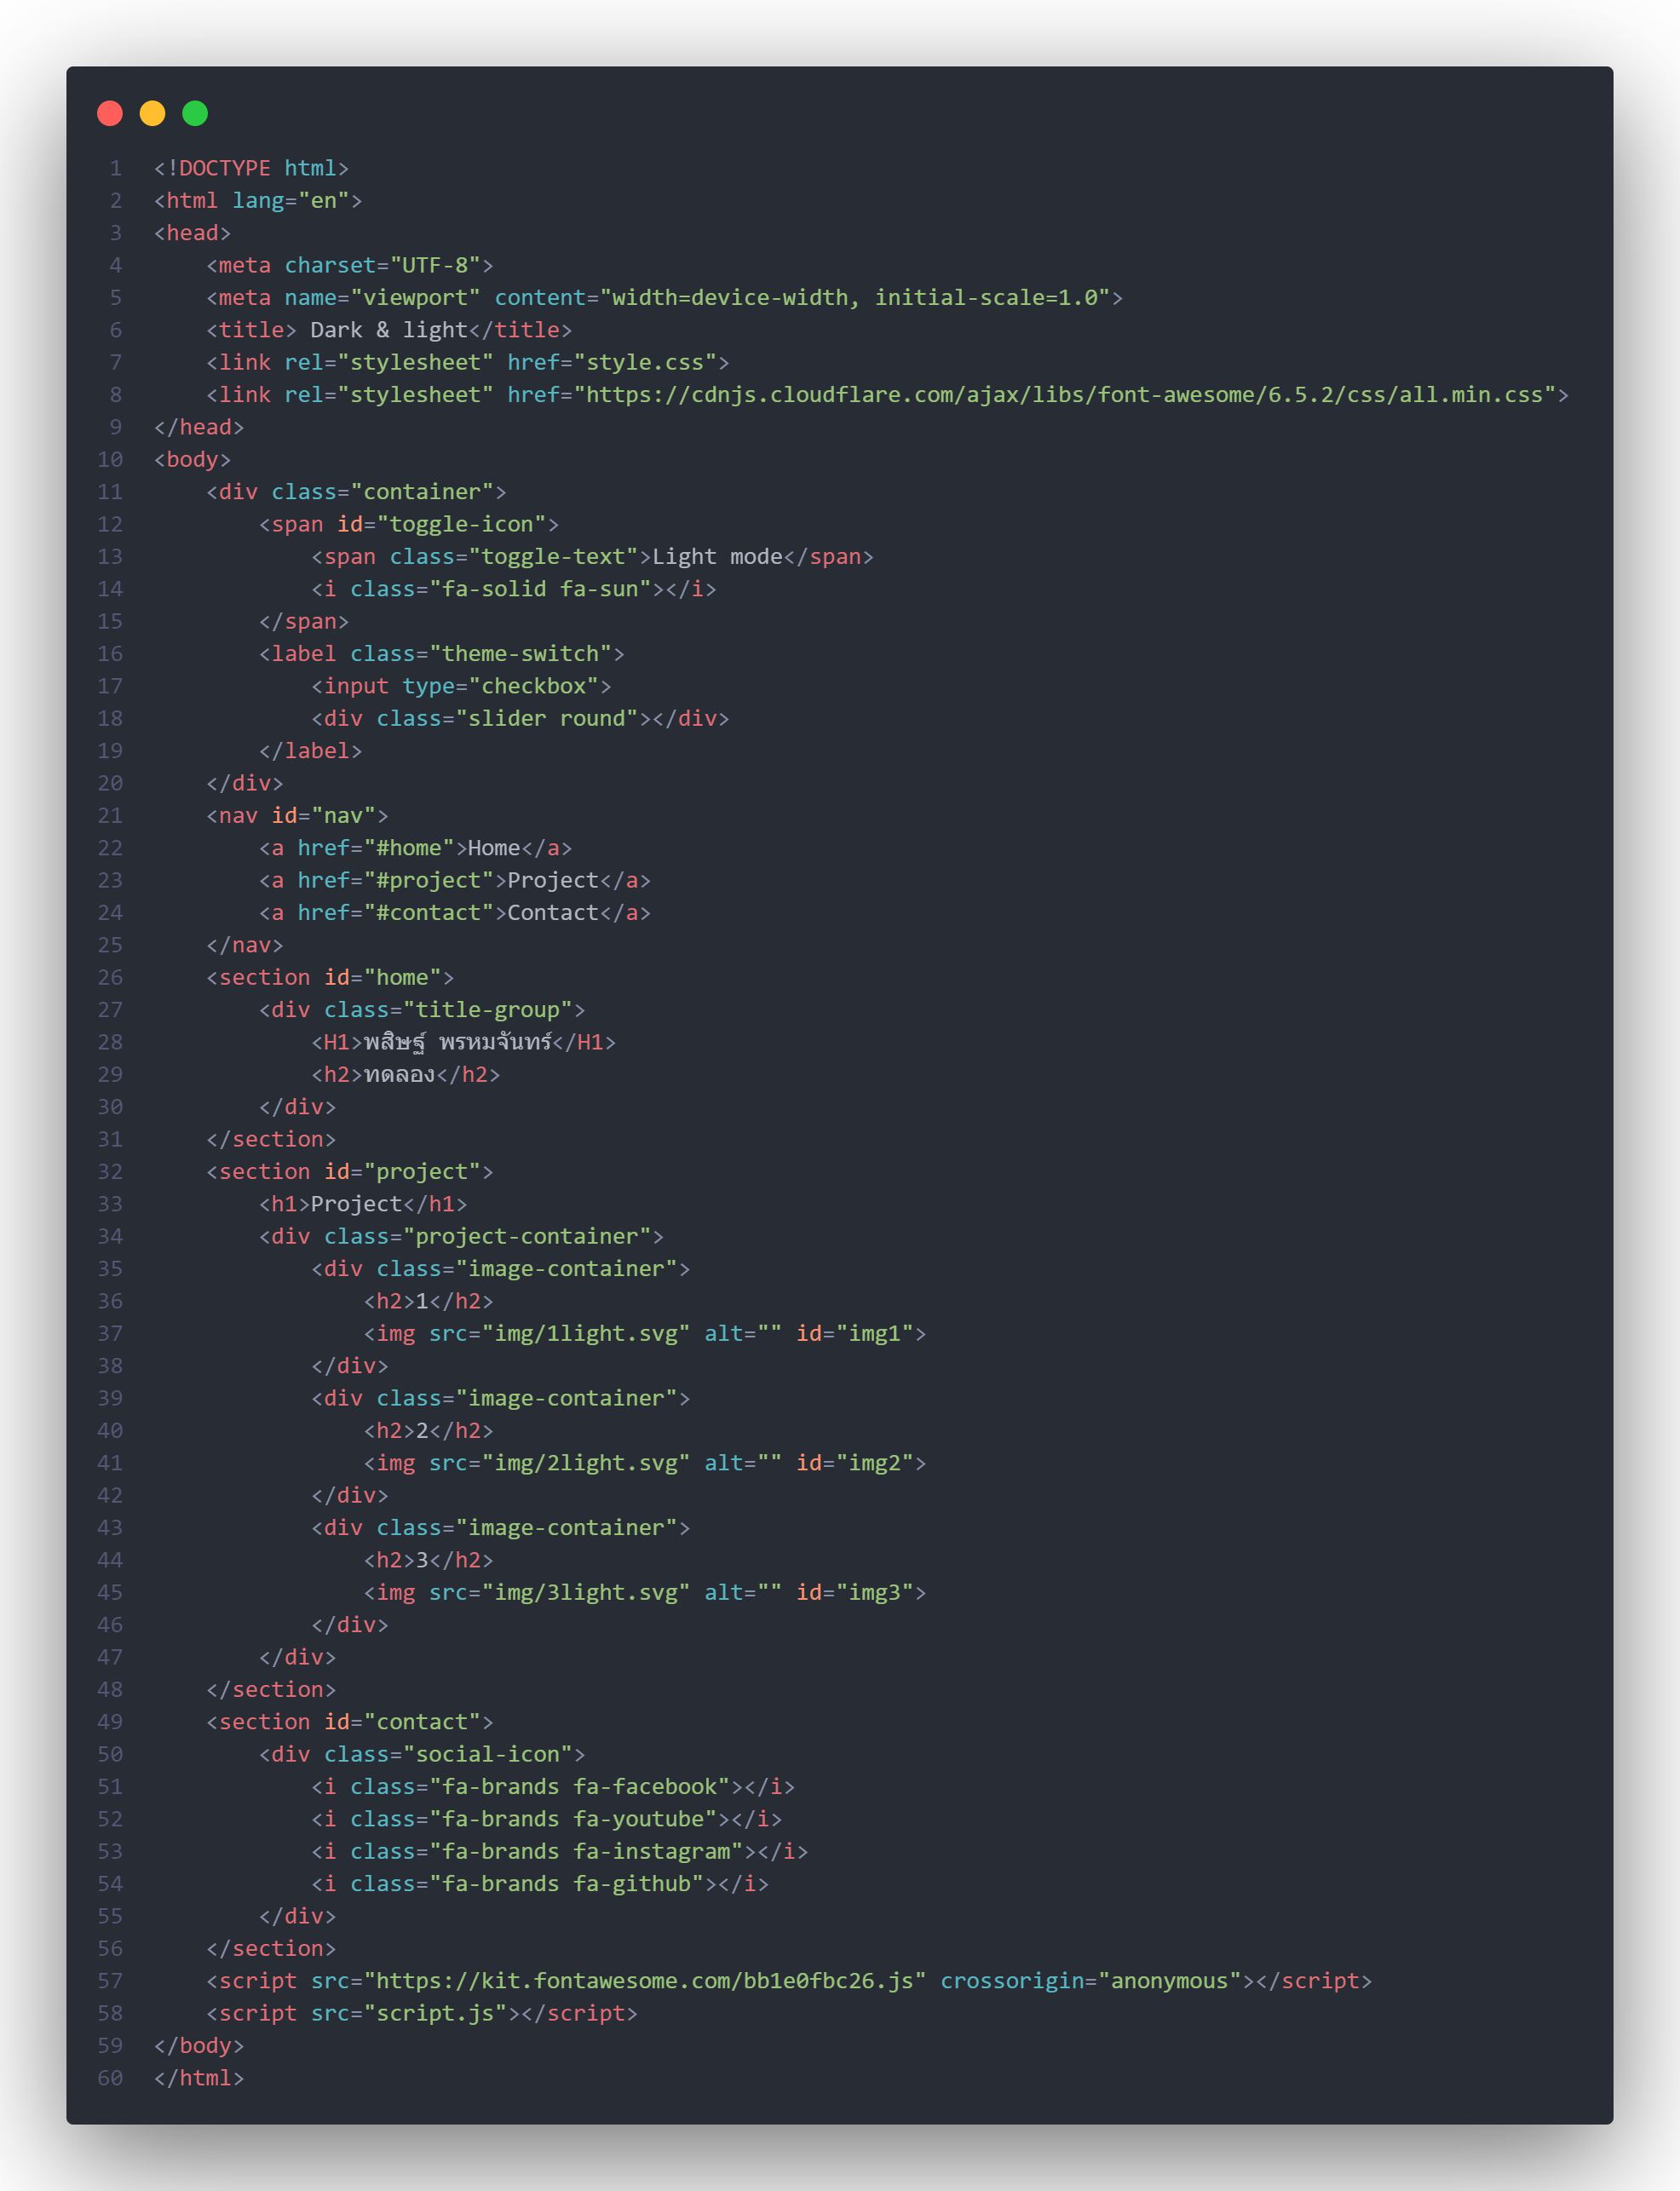 1 <!DOCTYPE html>
2 <html lang="en">
3 <head>
4     <meta charset="UTF-8">
5     <meta name="viewport" content="width=device-width, initial-scale=1.0">
6     <title> Dark & light</title>
7     <link rel="stylesheet" href="style.css">
8     <link rel="stylesheet" href="https://cdnjs.cloudflare.com/ajax/libs/font-awesome/6.5.2/css/all.min.css">
9 </head>
10 <body>
11     <div class="container">
12         <span id="toggle-icon">
13             <span class="toggle-text">Light mode</span>
14             <i class="fa-solid fa-sun"></i>
15         </span>
16         <label class="theme-switch">
17             <input type="checkbox">
18             <div class="slider round"></div>
19         </label>
20     </div>
21     <nav id="nav">
22         <a href="#home">Home</a>
23         <a href="#project">Project</a>
24         <a href="#contact">Contact</a>
25     </nav>
26     <section id="home">
27         <div class="title-group">
28             <H1>พสิษฐ์ พรหมจันทร์</H1>
29             <h2>ทดลอง</h2>
30         </div>
31     </section>
32     <section id="project">
33         <h1>Project</h1>
34         <div class="project-container">
35             <div class="image-container">
36                 <h2>1</h2>
37                 <img src="img/1light.svg" alt="" id="img1">
38             </div>
39             <div class="image-container">
40                 <h2>2</h2>
41                 <img src="img/2light.svg" alt="" id="img2">
42             </div>
43             <div class="image-container">
44                 <h2>3</h2>
45                 <img src="img/3light.svg" alt="" id="img3">
46             </div>
47         </div>
48     </section>
49     <section id="contact">
50         <div class="social-icon">
51             <i class="fa-brands fa-facebook"></i>
52             <i class="fa-brands fa-youtube"></i>
53             <i class="fa-brands fa-instagram"></i>
54             <i class="fa-brands fa-github"></i>
55         </div>
56     </section>
57     <script src="https://kit.fontawesome.com/bb1e0fbc26.js" crossorigin="anonymous"></script>
58     <script src="script.js"></script>
59 </body>
60 </html>